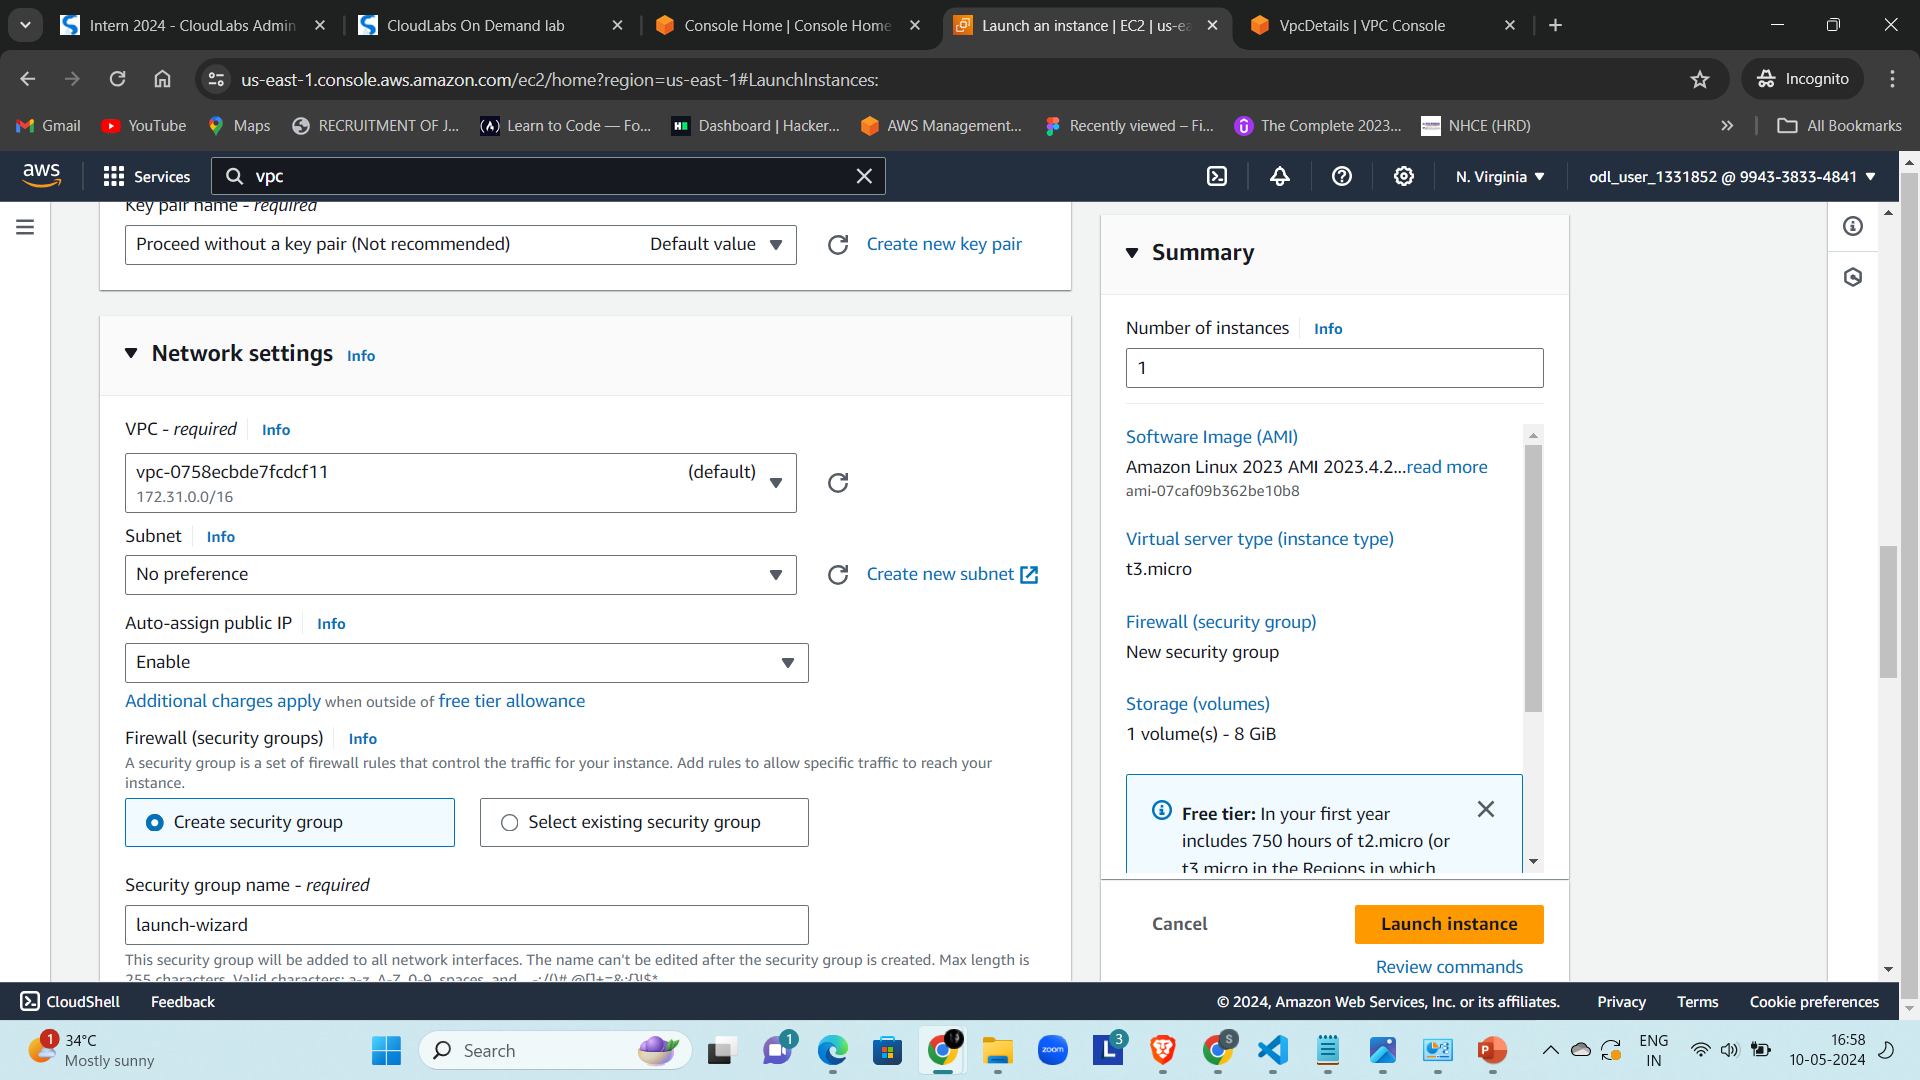 Intern 2024 - CloudLabs Admin
CloudLabs On Demand lab
Console Home | Console Home
Launch an instance | EC2 | us-ea
VpcDetails | VPC Console
us-east-1.console.aws.amazon.com/ec2/home?region=us-east-1#LaunchInstances:
Incognito
Gmail
YouTube
Maps
RECRUITMENT OF J...
Learn to Code — Fo...
Dashboard | Hacker...
AWS Management...
Recently viewed – Fi...
The Complete 2023...
NHCE (HRD)
All Bookmarks
aws
Services
vpc
N. Virginia
odl_user_1331852 @ 9943-3833-4841
Key pair name - required
Proceed without a key pair (Not recommended) Default value
Create new key pair
Network settings Info
VPC - required Info
vpc-0758ecbde7fcdcf11 (default)
172.31.0.0/16
Subnet Info
No preference
Create new subnet
Auto-assign public IP Info
Enable
Additional charges apply when outside of free tier allowance
Firewall (security groups) Info
A security group is a set of firewall rules that control the traffic for your instance. Add rules to allow specific traffic to reach your
instance.
Create security group
Select existing security group
Security group name - required
launch-wizard
This security group will be added to all network interfaces. The name can't be edited after the security group is created. Max length is
255 characters. Valid characters: a-z, A-Z, 0-9, spaces, and
Summary
Number of instances Info
1
Software Image (AMI)
Amazon Linux 2023 AMI 2023.4.2...read more
ami-07caf09b362be10b8
Virtual server type (instance type)
t3.micro
Firewall (security group)
New security group
Storage (volumes)
1 volume(s) - 8 GiB
Free tier: In your first year
includes 750 hours of t2.micro (or
t3.micro in the Regions in which
Cancel
Launch instance
Review commands
CloudShell
Feedback
© 2024, Amazon Web Services, Inc. or its affiliates.
Privacy
Terms
Cookie preferences
1
34°C
Mostly sunny
Search
1
zoom
L
3
S
P
ENG
IN
16:58
10-05-2024